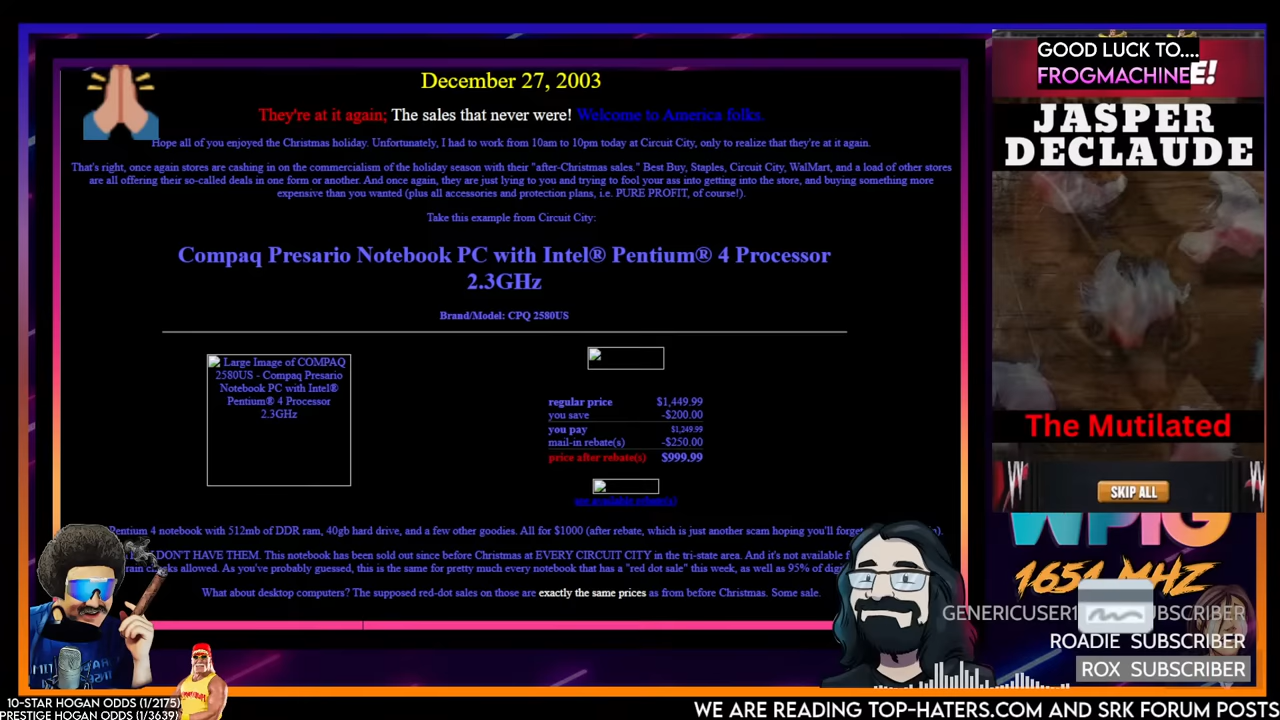 December 27, 2003
They're at it again; The sales that never were! Welcome to America folks.
Hope all of you enjoyed the Christmas holiday. Unfortunately, I had to work from 10am to 10pm today at Circuit City, only to realize that they're at it again.
That's right, once again stores are cashing in on the commercialism of the holiday season with their "after-Christmas sales." Best Buy, Staples, Circuit City, WalMart, and a load of other stores
are all offering their so-called deals in one form or another. And once again, they are just lying to you and trying to fool your ass into getting into the store, and buying something more
expensive than you wanted (plus all accessories and protection plans, i.e. PURE PROFIT, of course!).
Take this example from Circuit City:
Compaq Presario Notebook PC with Intel® Pentium® 4 Processor
2.3GHz
Brand/Model: CPQ 2580US
Large Image of COMPAQ
2580US - Compaq Presario
Notebook PC with Intel®
Pentium® 4 Processor
2.3GHz
regular price $1,449.99
you save -$200.00
you pay $1,249.99
mail-in rebate(s) -$250.00
price after rebate(s) $999.99
see available rebate(s)
Pentium 4 notebook with 512mb of DDR ram, 40gb hard drive, and a few other goodies. All for $1000 (after rebate, which is just another scam hoping you'll forget
DON'T HAVE THEM. This notebook has been sold out since before Christmas at EVERY CIRCUIT CITY in the tri-state area. And it's not available
allowed. As you've probably guessed, this is the same for pretty much every notebook that has a "red dot sale" this week, as well as 95% of
What about desktop computers? The supposed red-dot sales on those are exactly the same prices as from before Christmas. Some sale.
GOOD LUCK TO....
FROGMACHINE E!
JASPER
DECLAUDE
The Mutilated
SKIP ALL
WPIG
1651 MHZ
GENERICUSER1 SUBSCRIBER
ROADIE SUBSCRIBER
ROX SUBSCRIBER
10-STAR HOGAN ODDS (1/2175)
PRESTIGE HOGAN ODDS (1/3639)
WE ARE READING TOP-HATERS.COM AND SRK FORUM POSTS